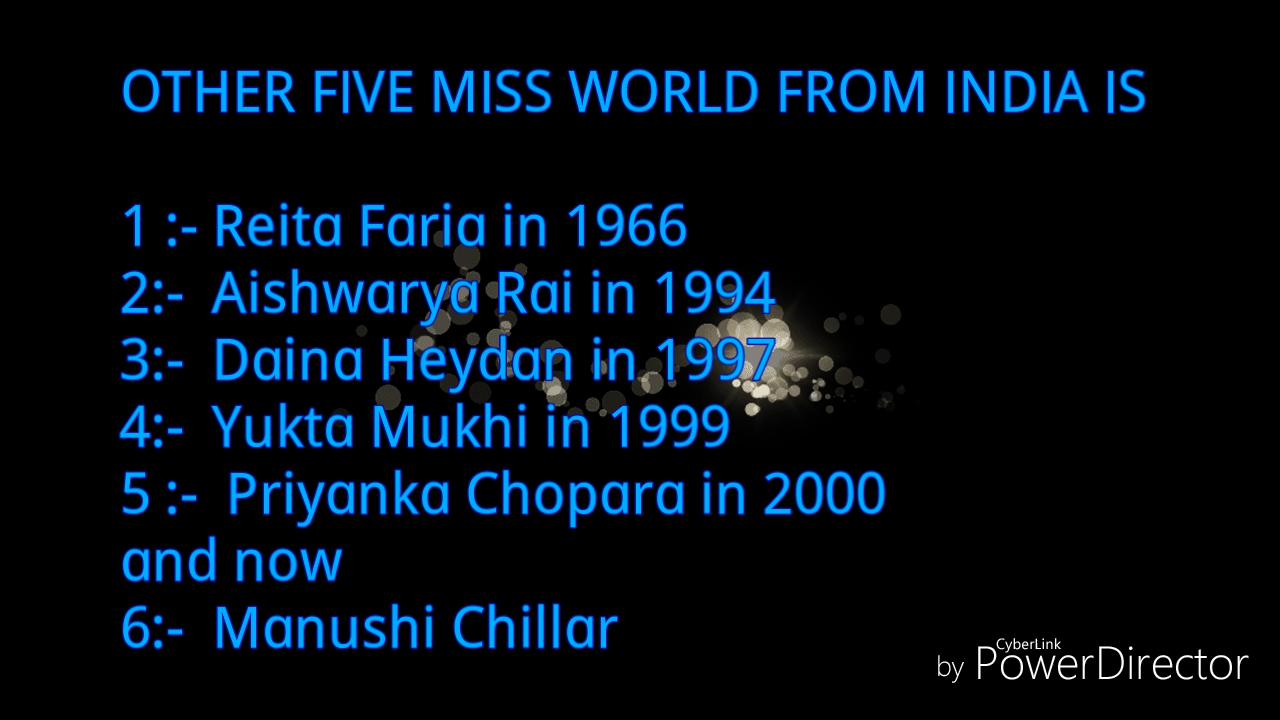 OTHER FIVE MISS WORLD FROM INDIA IS
1 :- Reita Faria in 1966
2:- Aishwarya Rai in 1994
3:- Daina Heydan in 1997
4:- Yukta Mukhi in 1999
5 :- Priyanka Chopara in 2000
and now
6:- Manushi Chillar
CyberLink
by PowerDirector